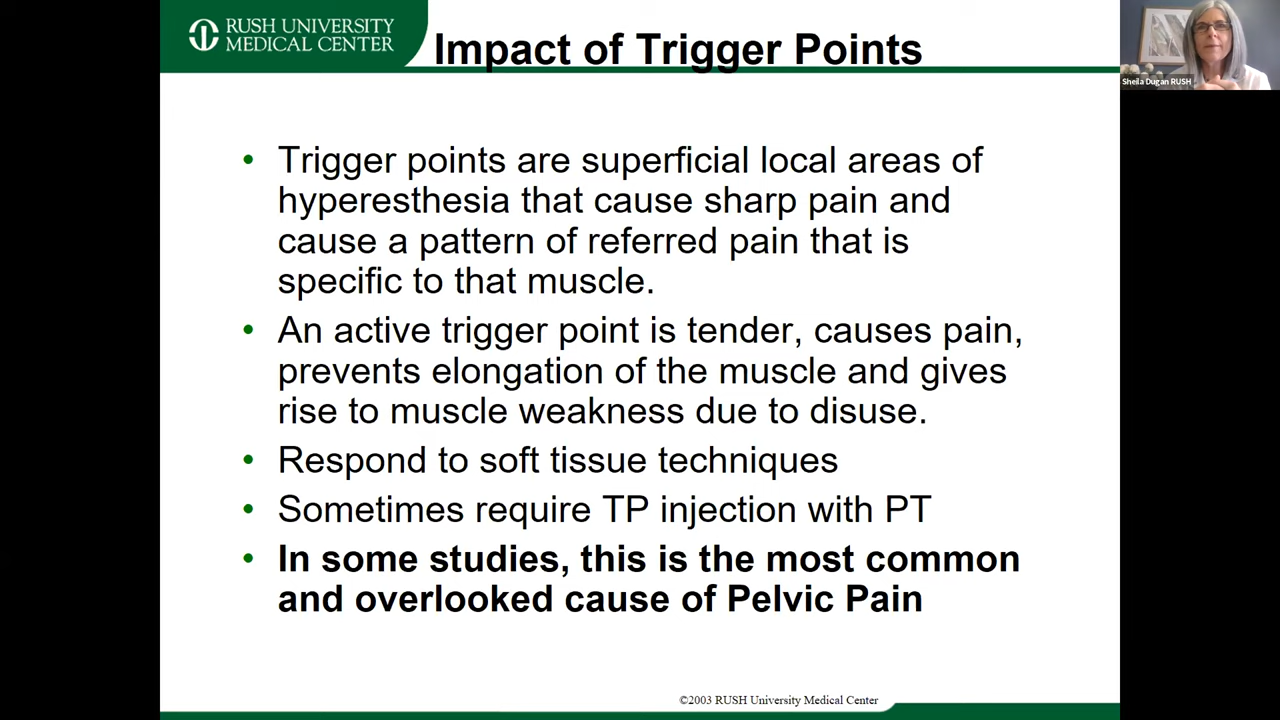 RUSH UNIVERSITY
MEDICAL CENTER
Impact of Trigger Points
Sheila Dugan RUSH
• Trigger points are superficial local areas of
hyperesthesia that cause sharp pain and
cause a pattern of referred pain that is
specific to that muscle.
• An active trigger point is tender, causes pain,
prevents elongation of the muscle and gives
rise to muscle weakness due to disuse.
• Respond to soft tissue techniques
• Sometimes require TP injection with PT
• In some studies, this is the most common
and overlooked cause of Pelvic Pain
©2003 RUSH University Medical Center